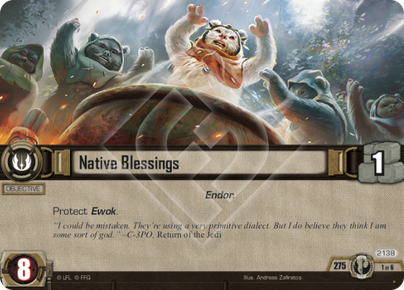 Native Blessings
1
OBJECTIVE
Endor.
Protect Ewok.
"I could be mistaken. They're using a very primitive dialect. But I do believe they think I am
some sort of god." –C-3PO, Return of the Jedi
2138
8
© LFL © FFG
Illus. Andreas Zafiratos
275
1 of 6